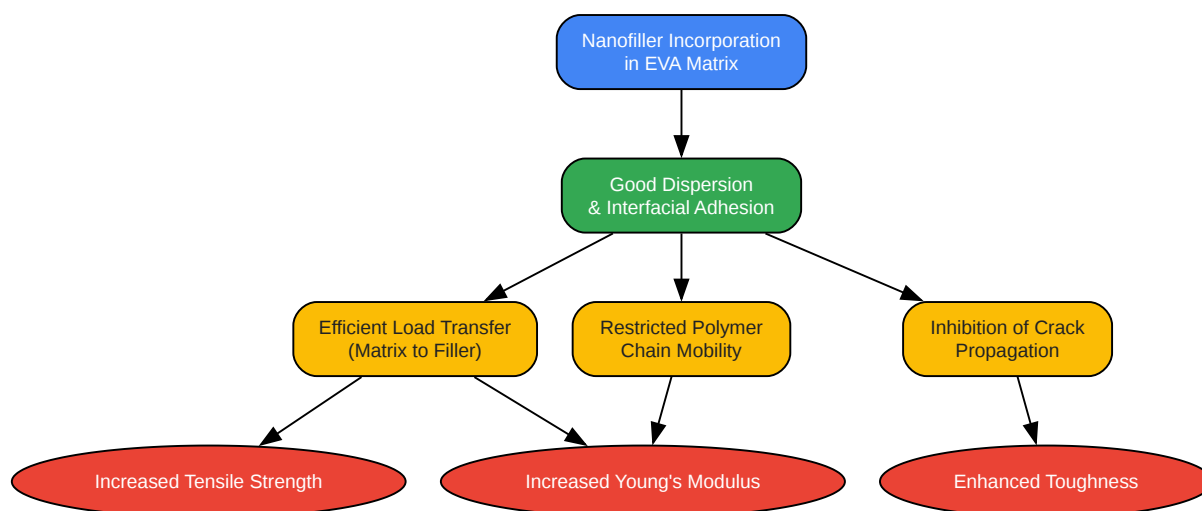 Nanofiller Incorporation
in EVA Matrix
Good Dispersion
& Interfacial Adhesion
Efficient Load Transfer
(Matrix to Filler)
Restricted Polymer
Chain Mobility
Inhibition of Crack
Propagation
Increased Tensile Strength
Increased Young's Modulus
Enhanced Toughness